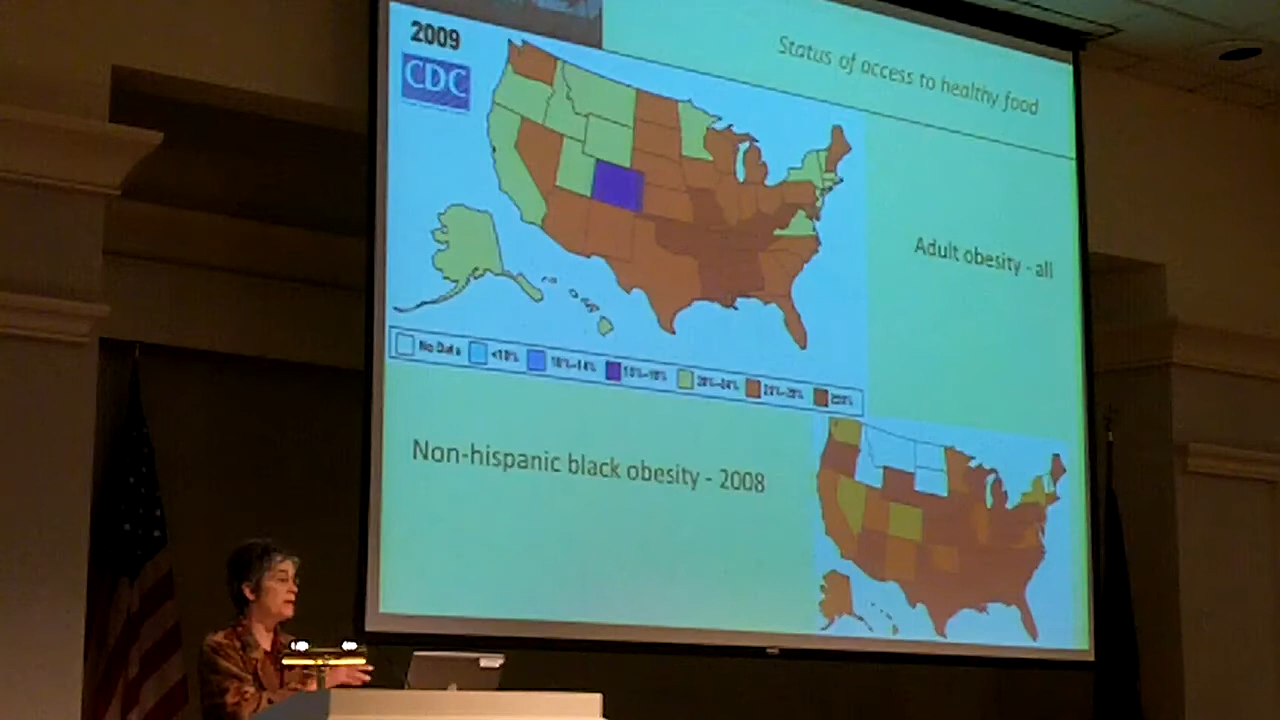 2009
CDC
Status of access to healthy food
Adult obesity - all
No Data
<10%
Non-hispanic black obesity - 2008